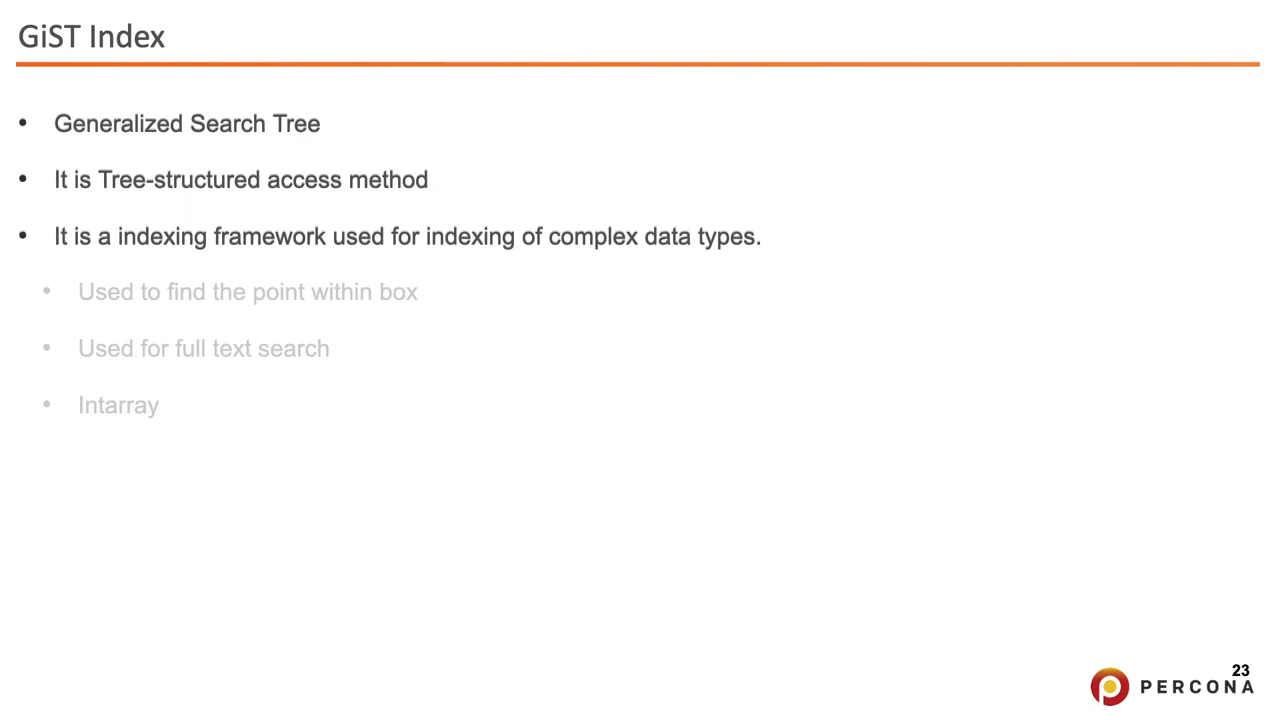 GiST Index
• Generalized Search Tree
• It is Tree-structured access method
• It is a indexing framework used for indexing of complex data types.
• Used to find the point within box
• Used for full text search
• Intarray
23
PERCONA